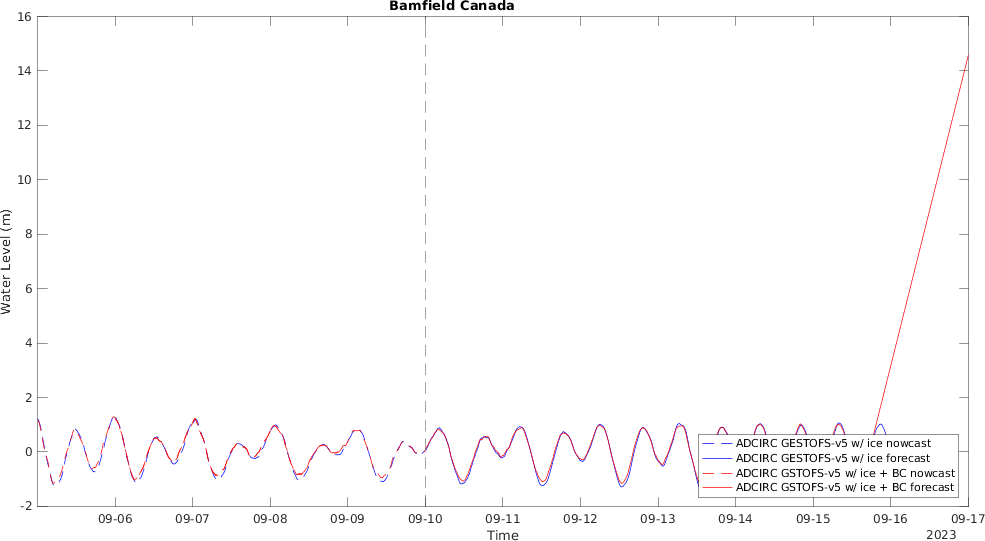 Bamfield Canada
16
14
12
10
8
6
4
2
0
-2
Water Level (m)
ADCIRC GESTOFS-v5 w/ ice nowcast
ADCIRC GESTOFS-v5 w/ ice forecast
ADCIRC GSTOFS-v5 w/ ice + BC nowcast
ADCIRC GSTOFS-v5 w/ ice + BC forecast
09-06 09-07 09-08 09-09 09-10 09-11 09-12 09-13 09-14 09-15 09-16 09-17
Time
2023